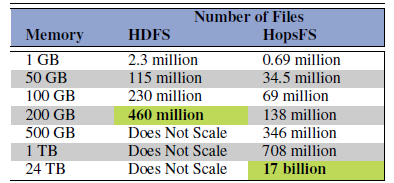 Number of Files
Memory HDFS HopsFS
1 GB 2.3 million 0.69 million
50 GB 115 million 34.5 million
100 GB 230 million 69 million
200 GB 460 million 138 million
500 GB Does Not Scale 346 million
1 TB Does Not Scale 708 million
24 TB Does Not Scale 17 billion